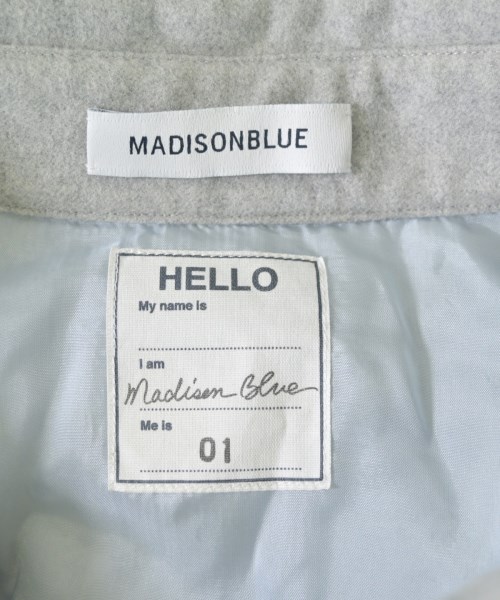 MADISONBLUE
HELLO
My name is
I am
Madison Blue
Me is
01